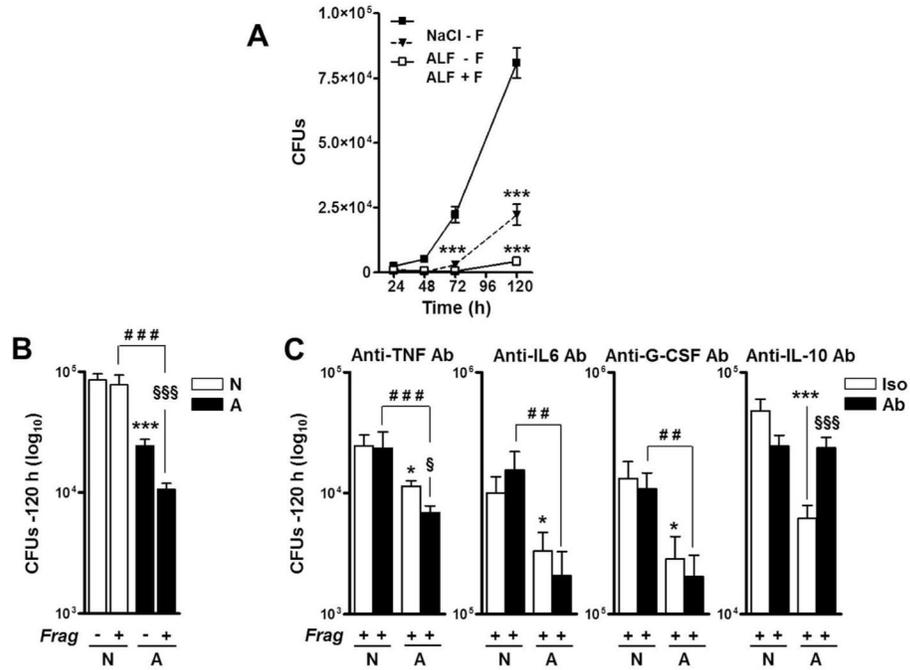 A
1.0×10⁵
7.5×10⁴
5.0×10⁴
2.5×10⁴
0
CFUs
NaCl - F
ALF - F
ALF + F
***
***
***
24 48 72 96 120
Time (h)
B
# # #
§§§
***
N
A
10⁵
10⁴
10³
CFUs -120 h (log₁₀)
Frag - + - +
N A
C
Anti-TNF Ab Anti-IL6 Ab Anti-G-CSF Ab Anti-IL-10 Ab
Iso
Ab
CFUs -120 h (log₁₀)
10⁵
10⁴
10³
# # #
*
§
10⁶
10⁵
# #
*
10⁶
10⁵
# #
*
10⁵
10⁴
***
§§§
Frag + + + + + + + + + + + + + + + +
N A N A N A N A